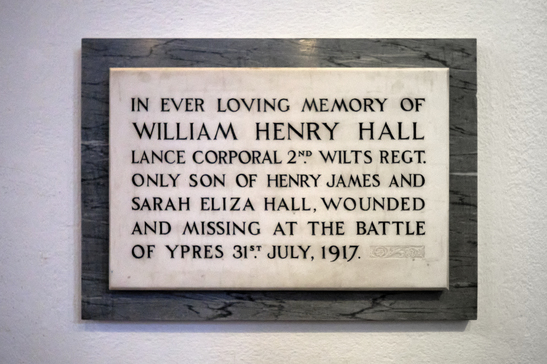 IN EVER LOVING MEMORY OF
WILLIAM HENRY HALL
LANCE CORPORAL 2ND. WILTS REGT.
ONLY SON OF HENRY JAMES AND
SARAH ELIZA HALL, WOUNDED
AND MISSING AT THE BATTLE
OF YPRES 31ST. JULY, 1917.